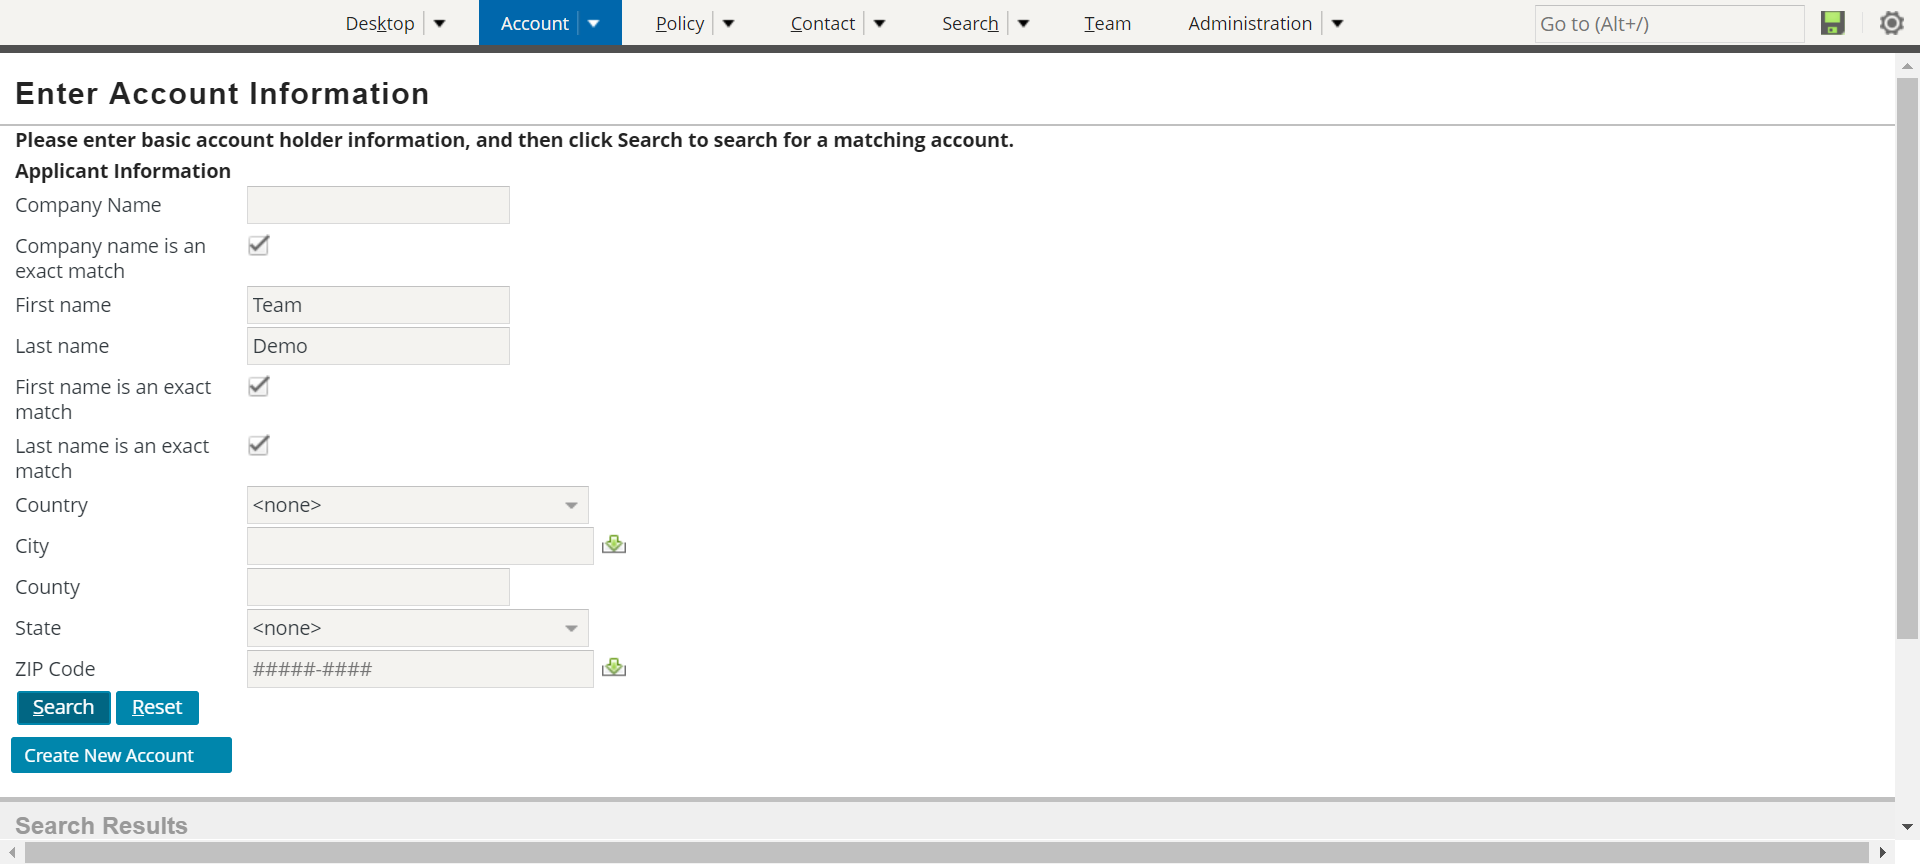 Desktop Account Policy Contact Search Team Administration Go to (Alt+/)
Enter Account Information
Please enter basic account holder information, and then click Search to search for a matching account.
Applicant Information
Company Name
Company name is an
exact match
First name Team
Last name Demo
First name is an exact
match
Last name is an exact
match
Country <none>
City
County
State <none>
ZIP Code #####-####
Search Reset
Create New Account
Search Results